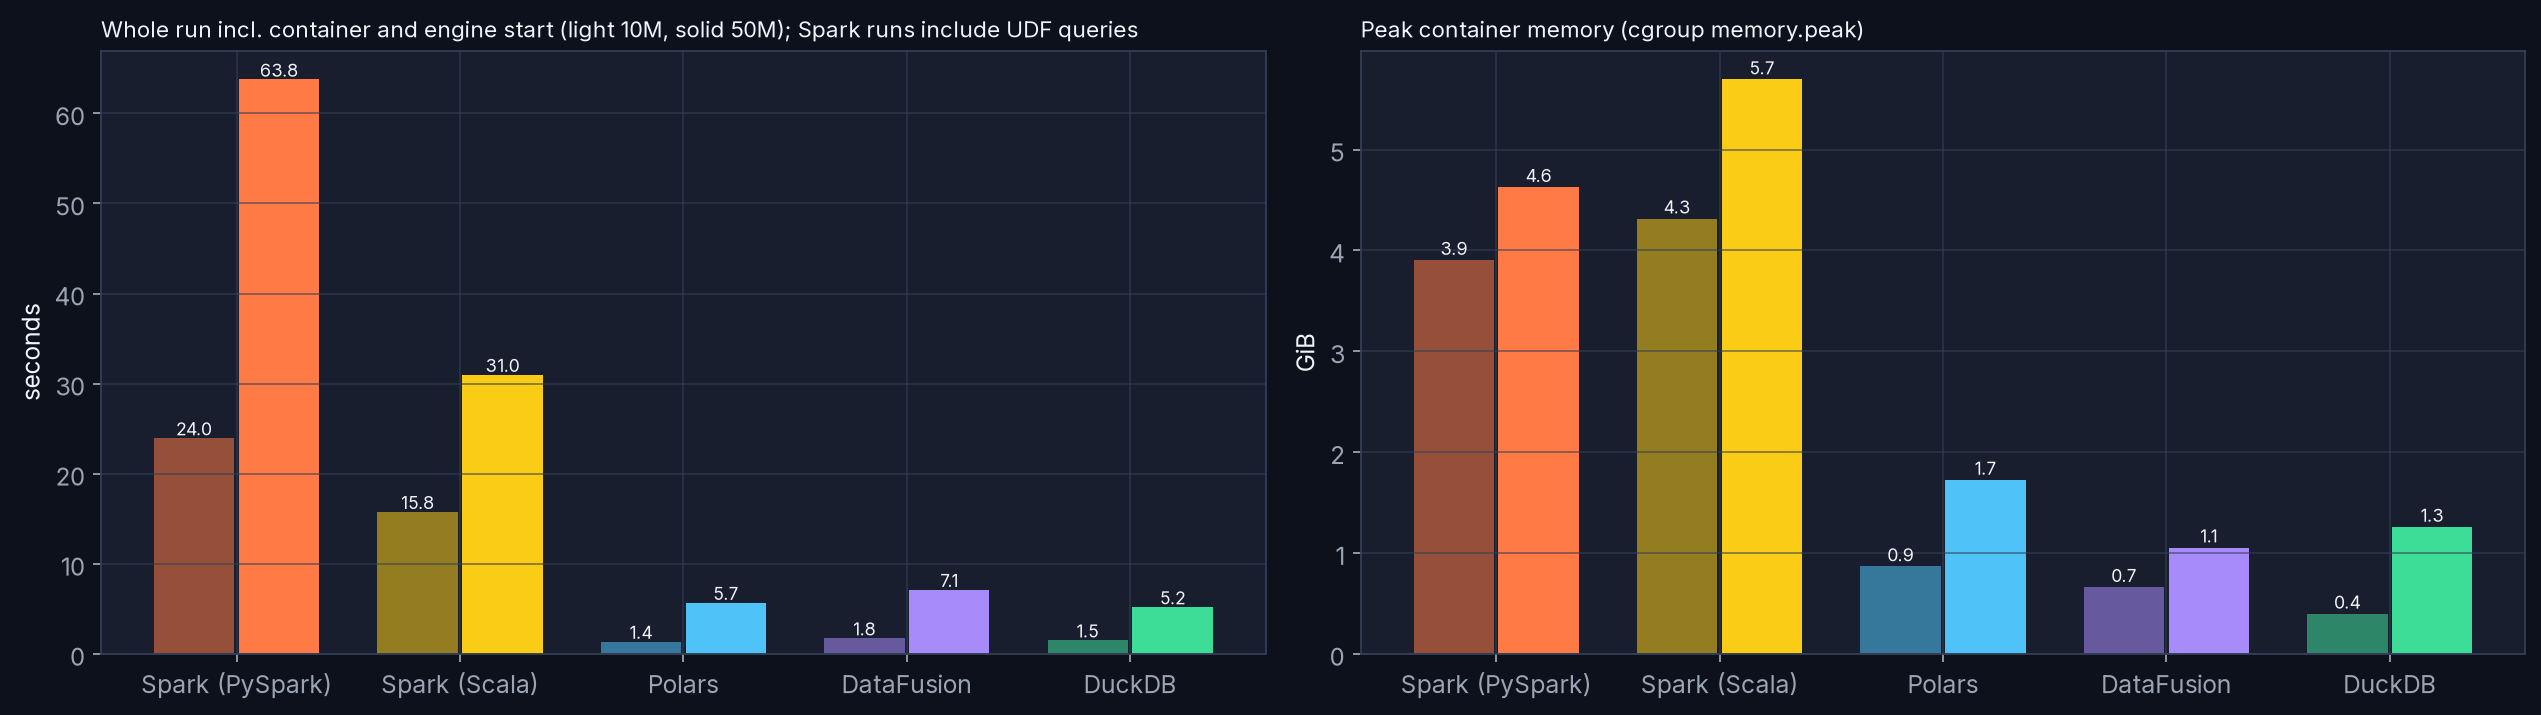 Whole run incl. container and engine start (light 10M, solid 50M); Spark runs include UDF queries
seconds
60
50
40
30
20
10
0
24.0
63.8
15.8
31.0
1.4
5.7
1.8
7.1
1.5
5.2
Spark (PySpark)
Spark (Scala)
Polars
DataFusion
DuckDB
Peak container memory (cgroup memory.peak)
GiB
5
4
3
2
1
0
3.9
4.6
4.3
5.7
0.9
1.7
0.7
1.1
0.4
1.3
Spark (PySpark)
Spark (Scala)
Polars
DataFusion
DuckDB